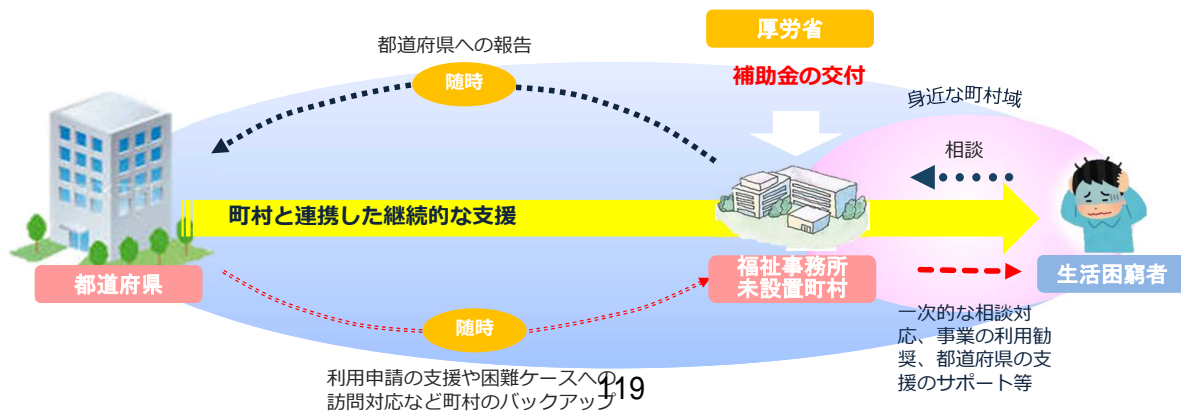 厚労省
都道府県への報告
随時
補助金の交付
身近な町村域
相談
町村と連携した継続的な支援
都道府県
福祉事務所
未設置町村
生活困窮者
一次的な相談対
応、事業の利用勧
奨、都道府県の支
援のサポート等
随時
利用申請の支援や困難ケースへの
訪問対応など町村のバックアップ
119